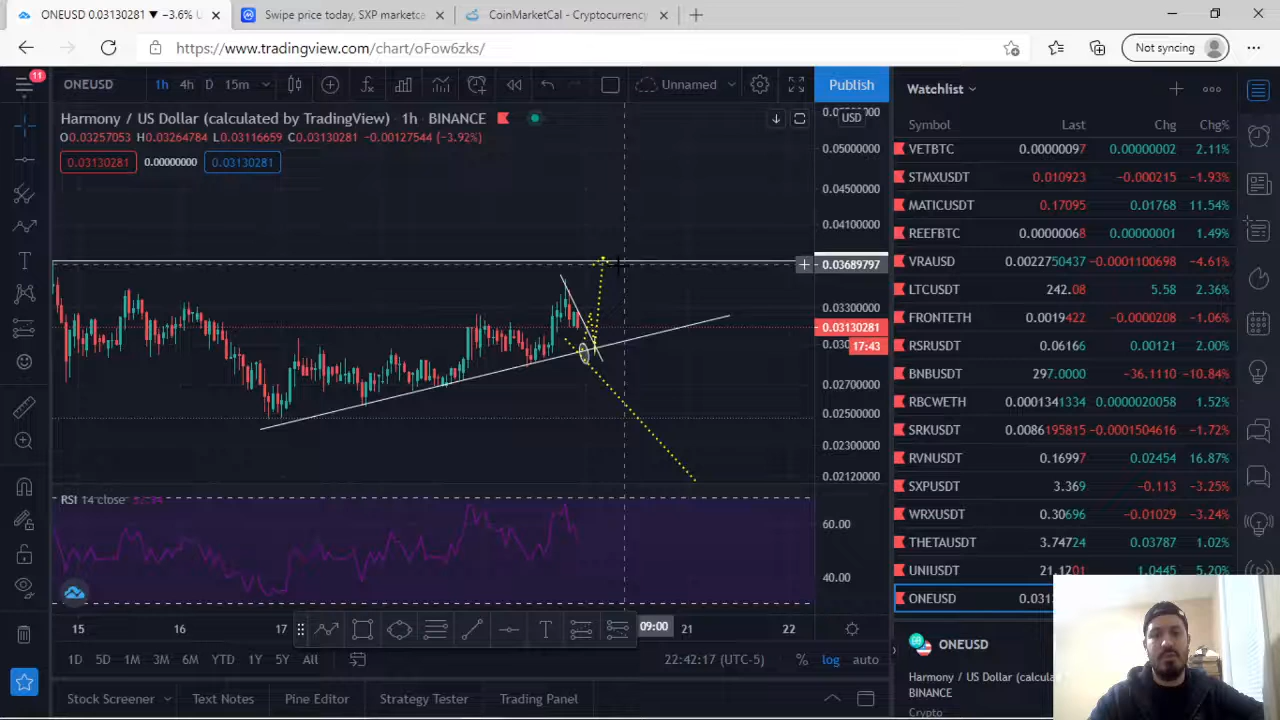 ONEUSD 0.03130281 ▼ −3.6% U
Swipe price today, SXP marketca
CoinMarketCal - Cryptocurrency
https://www.tradingview.com/chart/oFow6zks/
Not syncing
11
ONEUSD 1h 4h D 15m Unnamed Publish
Harmony / US Dollar (calculated by TradingView) · 1h · BINANCE
O0.03257053 H0.03264784 L0.03116659 C0.03130281 −0.00127544 (−3.92%)
0.03130281 0.00000000 0.03130281
USD
0.05000000
0.04500000
0.04100000
0.03689797
0.03300000
0.03130281
17:43
0.02700000
0.02500000
0.02300000
0.02120000
RSI 14 close
60.00
40.00
15 16 17 09:00 21 22
1D 5D 1M 3M 6M YTD 1Y 5Y All 22:42:17 (UTC-5) % log auto
Stock Screener Text Notes Pine Editor Strategy Tester Trading Panel
Watchlist
Symbol Last Chg Chg%
VETBTC 0.00000097 0.00000002 2.11%
STMXUSDT 0.010923 −0.000215 −1.93%
MATICUSDT 0.17095 0.01768 11.54%
REEFBTC 0.00000068 0.00000001 1.49%
VRAUSD 0.0022750437 −0.0001100698 −4.61%
LTCUSDT 242.08 5.58 2.36%
FRONTETH 0.0019422 −0.0000208 −1.06%
RSRUSDT 0.06166 0.00121 2.00%
BNBUSDT 297.0000 −36.1110 −10.84%
RBCWETH 0.0001341334 0.0000020058 1.52%
SRKUSDT 0.0086195815 −0.0001504616 −1.72%
RVNUSDT 0.16997 0.02454 16.87%
SXPUSDT 3.369 −0.113 −3.25%
WRXUSDT 0.30696 −0.01029 −3.24%
THETAUSDT 3.74724 0.03787 1.02%
UNIUSDT 21.1201 1.0445 5.20%
ONEUSD 0.031
ONEUSD
Harmony / US Dollar (calcula
BINANCE
Crypto